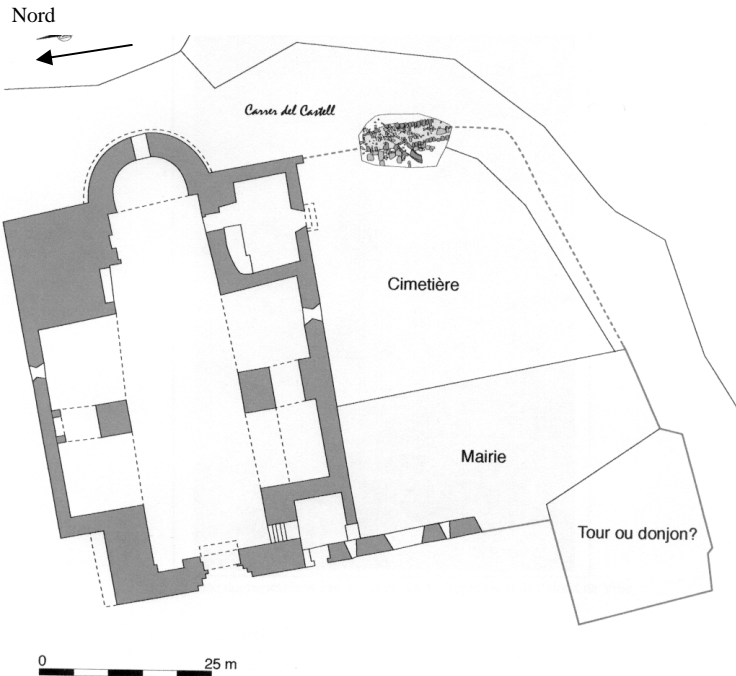 Nord
Carrer del Castell
Cimetière
Mairie
Tour ou donjon?
0 25 m